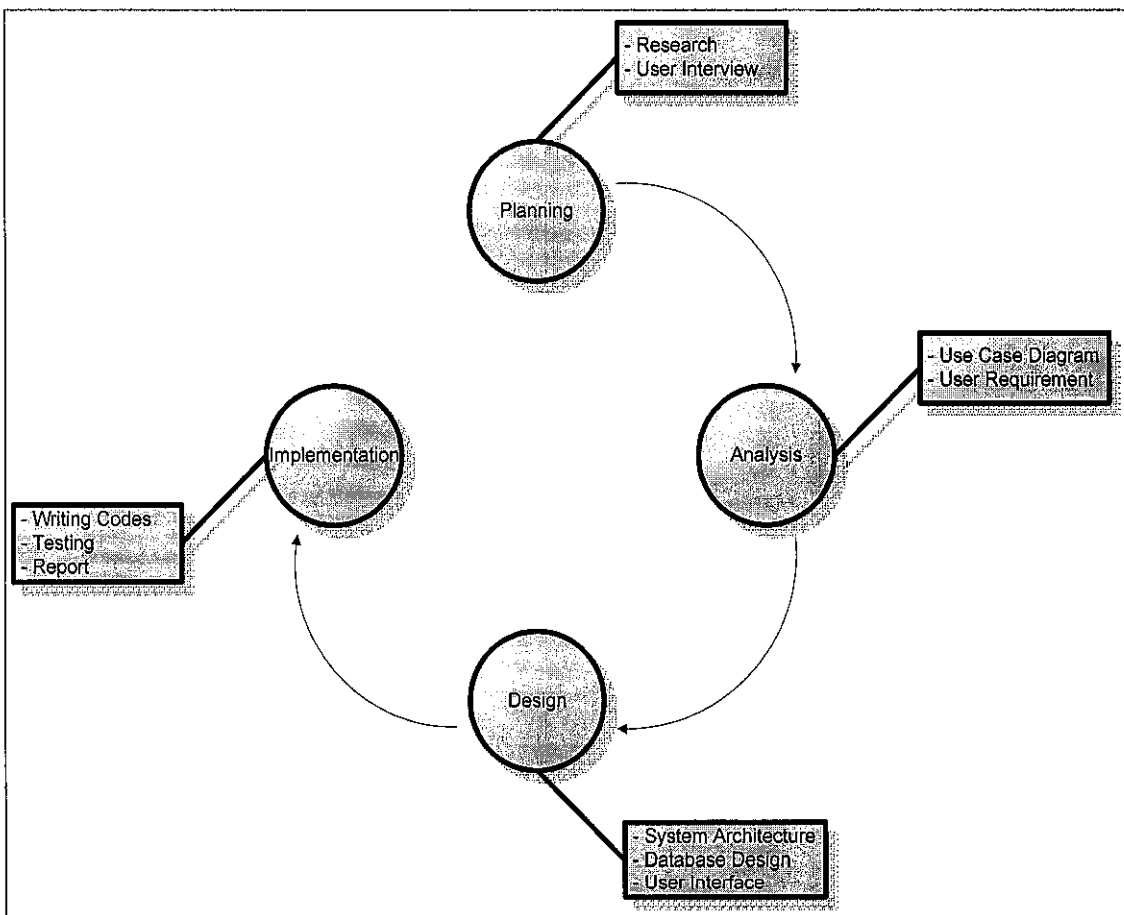 - Research
- User Interview
Planning
- Use Case Diagram
- User Requirement
Analysis
Implementation
- Writing Codes
- Testing
- Report
Design
- System Architecture
- Database Design
- User Interface